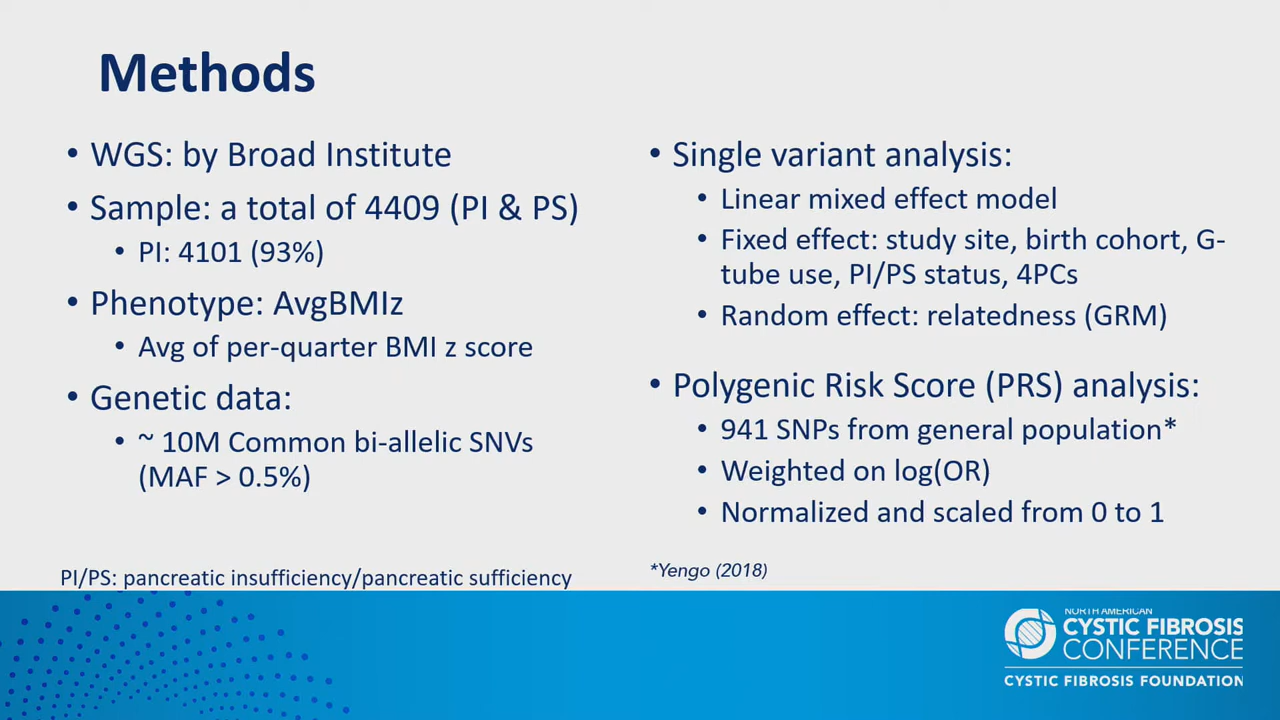 Methods
• WGS: by Broad Institute
• Sample: a total of 4409 (PI & PS)
• PI: 4101 (93%)
• Phenotype: AvgBMIz
• Avg of per-quarter BMI z score
• Genetic data:
• ~ 10M Common bi-allelic SNVs
(MAF > 0.5%)
PI/PS: pancreatic insufficiency/pancreatic sufficiency
• Single variant analysis:
• Linear mixed effect model
• Fixed effect: study site, birth cohort, G-
tube use, PI/PS status, 4PCs
• Random effect: relatedness (GRM)
• Polygenic Risk Score (PRS) analysis:
• 941 SNPs from general population*
• Weighted on log(OR)
• Normalized and scaled from 0 to 1
*Yengo (2018)
NORTH AMERICAN
CYSTIC FIBROSIS
CONFERENCE
CYSTIC FIBROSIS FOUNDATION